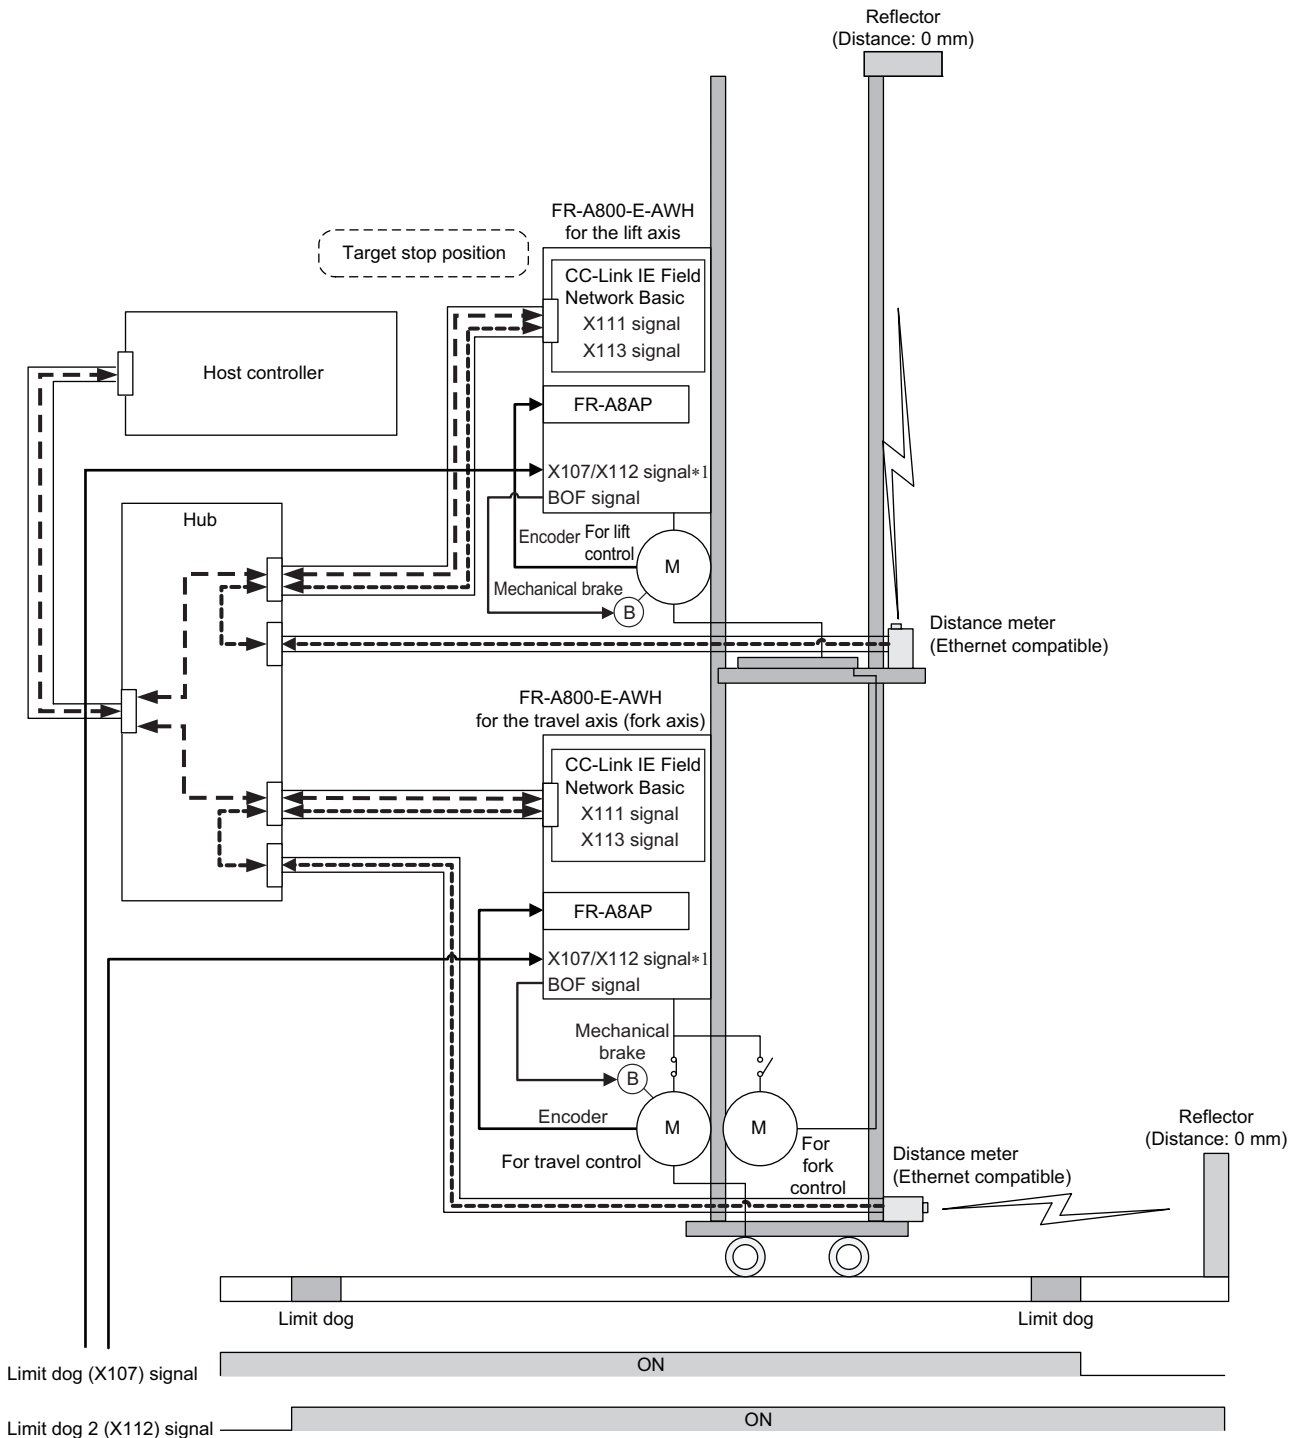 Reflector
(Distance: 0 mm)
FR-A800-E-AWH
for the lift axis
Target stop position
CC-Link IE Field
Network Basic
X111 signal
X113 signal
Host controller
FR-A8AP
X107/X112 signal*1
BOF signal
Hub
Encoder
For lift
control
M
Mechanical brake
B
Distance meter
(Ethernet compatible)
FR-A800-E-AWH
for the travel axis (fork axis)
CC-Link IE Field
Network Basic
X111 signal
X113 signal
FR-A8AP
X107/X112 signal*1
BOF signal
Mechanical
brake
B
Encoder
M
M
For travel control
For
fork
control
Distance meter
(Ethernet compatible)
Reflector
(Distance: 0 mm)
Limit dog
Limit dog
Limit dog (X107) signal
ON
Limit dog 2 (X112) signal
ON